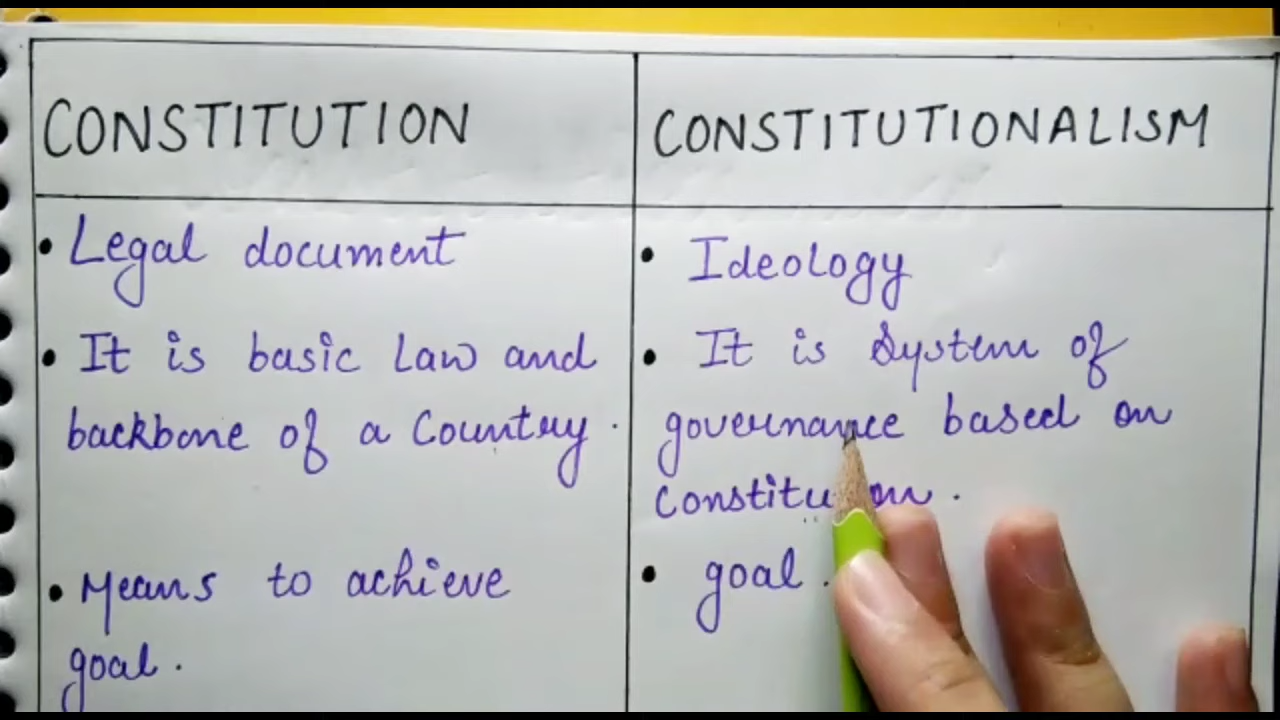 CONSTITUTION
• Legal document
• It is basic Law and
backbone of a Country.
• Means to achieve
goal.
CONSTITUTIONALISM
• Ideology
• It is System of
governance based on
• goal.